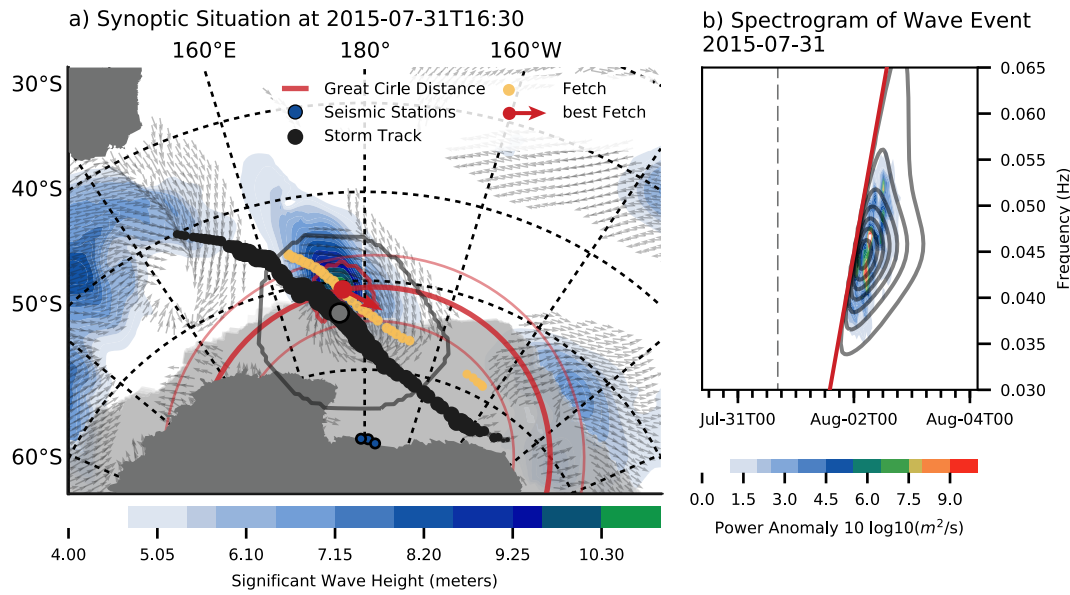 a) Synoptic Situation at 2015-07-31T16:30
160°E 180° 160°W
30°S
40°S
50°S
60°S
Great Cirle Distance
Seismic Stations
Storm Track
Fetch
best Fetch
4.00 5.05 6.10 7.15 8.20 9.25 10.30
Significant Wave Height (meters)
b) Spectrogram of Wave Event
2015-07-31
0.065
0.060
0.055
0.050
0.045
0.040
0.035
0.030
Frequency (Hz)
Jul-31T00 Aug-02T00 Aug-04T00
0.0 1.5 3.0 4.5 6.0 7.5 9.0
Power Anomaly 10 log10(m²/s)